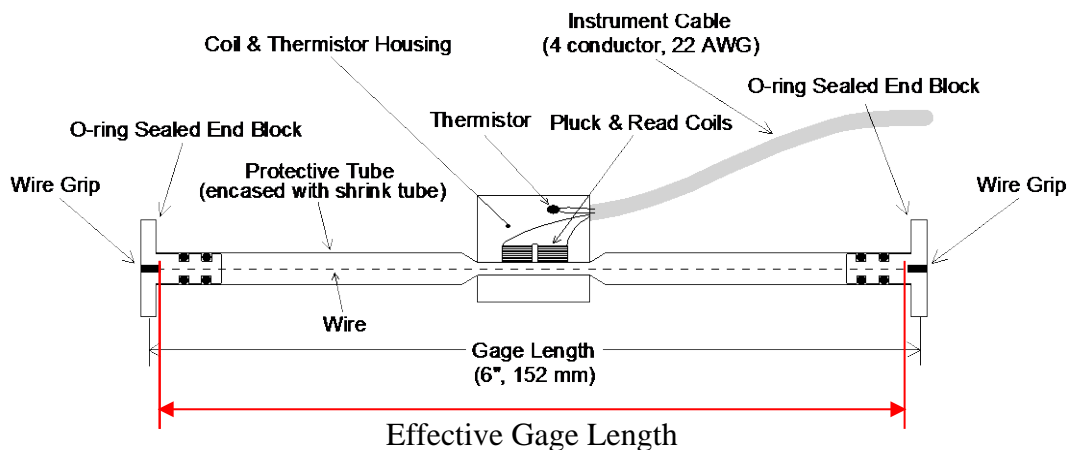 Instrument Cable
(4 conductor, 22 AWG)
Coil & Thermistor Housing
O-ring Sealed End Block
Thermistor
Pluck & Read Coils
O-ring Sealed End Block
Protective Tube
(encased with shrink tube)
Wire Grip
Wire Grip
Wire
Gage Length
(6", 152 mm)
Effective Gage Length